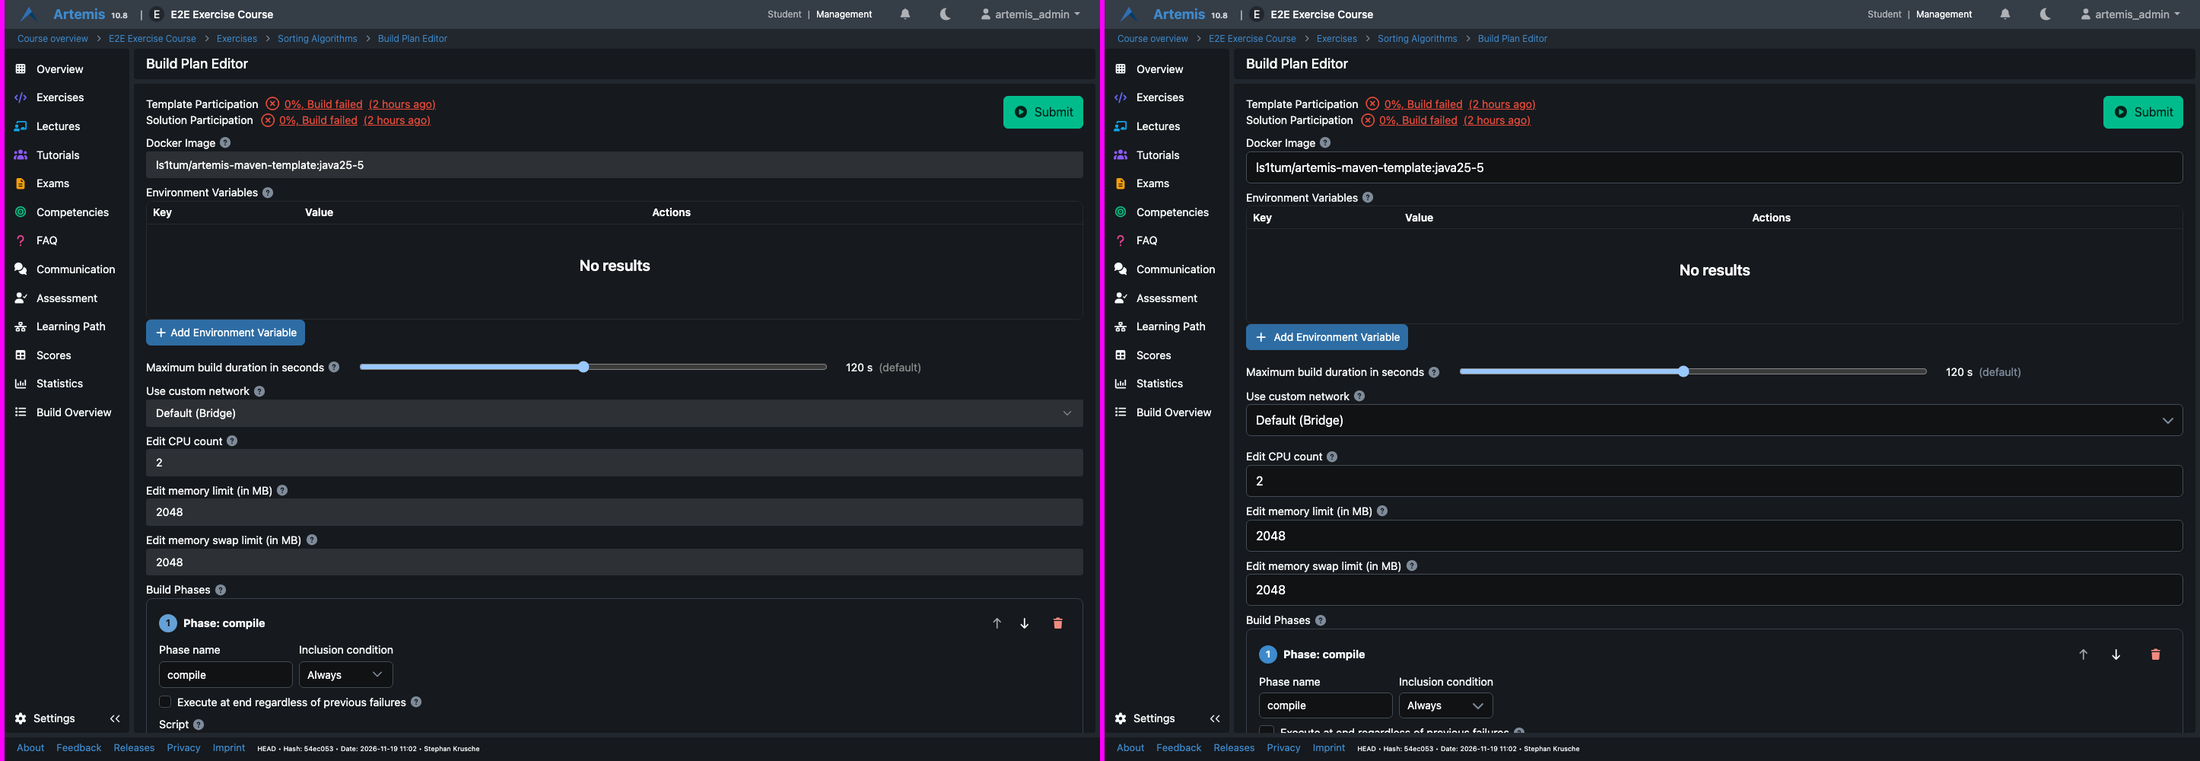 Artemis 10.8 | E E2E Exercise Course Student | Management artemis_admin
Course overview > E2E Exercise Course > Exercises > Sorting Algorithms > Build Plan Editor
Overview
Exercises
Lectures
Tutorials
Exams
Competencies
FAQ
Communication
Assessment
Learning Path
Scores
Statistics
Build Overview
Settings
Build Plan Editor
Template Participation 0%, Build failed (2 hours ago)
Solution Participation 0%, Build failed (2 hours ago)
Submit
Docker Image ?
ls1tum/artemis-maven-template:java25-5
Environment Variables ?
Key Value Actions
No results
+ Add Environment Variable
Maximum build duration in seconds ? 120 s (default)
Use custom network ?
Default (Bridge)
Edit CPU count ?
2
Edit memory limit (in MB) ?
2048
Edit memory swap limit (in MB) ?
2048
Build Phases ?
1 Phase: compile
Phase name Inclusion condition
compile Always
Execute at end regardless of previous failures ?
Script ?
About Feedback Releases Privacy Imprint HEAD • Hash: 54ec053 • Date: 2026-11-19 11:02 • Stephan Krusche
Artemis 10.8 | E E2E Exercise Course Student | Management artemis_admin
Course overview > E2E Exercise Course > Exercises > Sorting Algorithms > Build Plan Editor
Overview
Exercises
Lectures
Tutorials
Exams
Competencies
FAQ
Communication
Assessment
Learning Path
Scores
Statistics
Build Overview
Settings
Build Plan Editor
Template Participation 0%, Build failed (2 hours ago)
Solution Participation 0%, Build failed (2 hours ago)
Submit
Docker Image ?
ls1tum/artemis-maven-template:java25-5
Environment Variables ?
Key Value Actions
No results
+ Add Environment Variable
Maximum build duration in seconds ? 120 s (default)
Use custom network ?
Default (Bridge)
Edit CPU count ?
2
Edit memory limit (in MB) ?
2048
Edit memory swap limit (in MB) ?
2048
Build Phases ?
1 Phase: compile
Phase name Inclusion condition
compile Always
Execute at end regardless of previous failures
About Feedback Releases Privacy Imprint HEAD • Hash: 54ec053 • Date: 2026-11-19 11:02 • Stephan Krusche